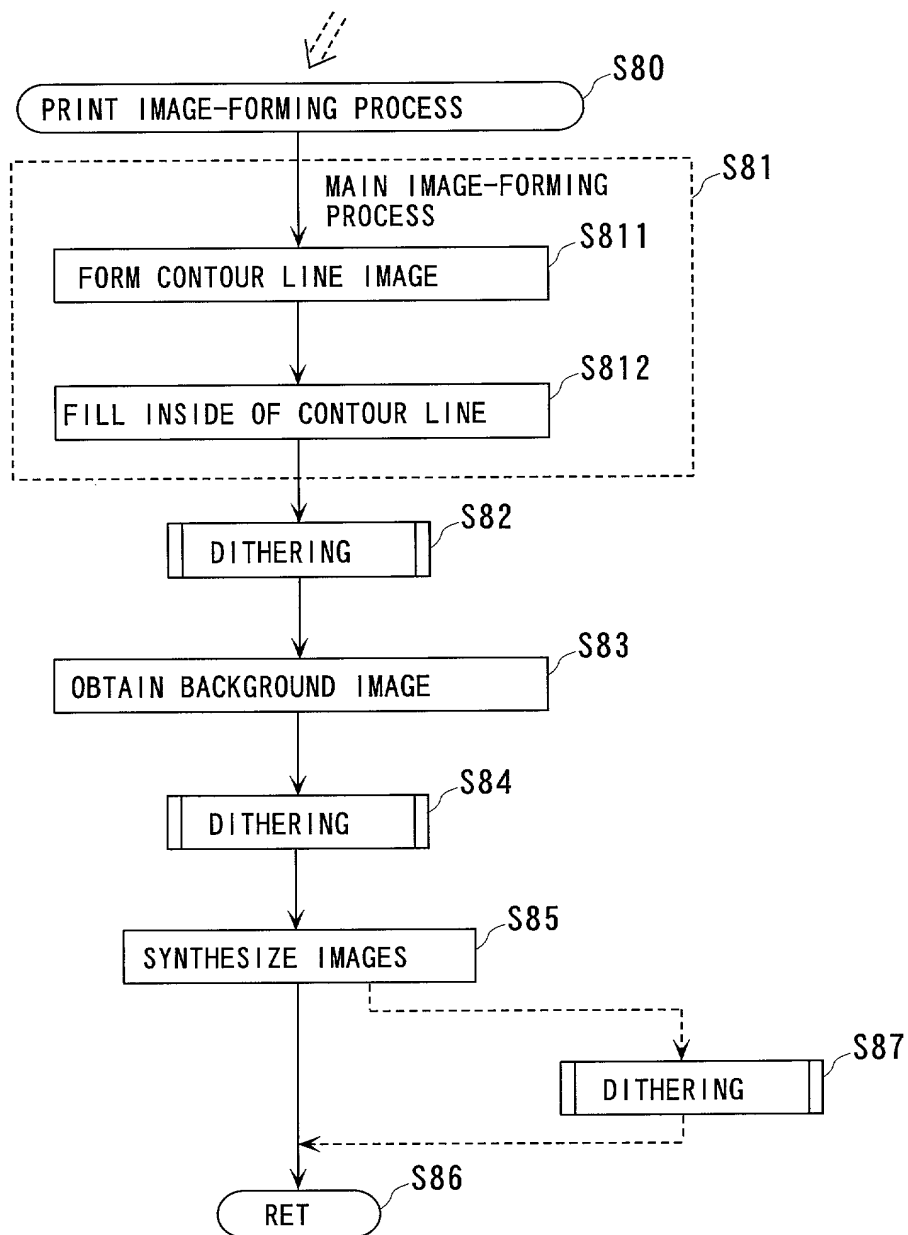 S80
PRINT IMAGE-FORMING PROCESS
S81
MAIN IMAGE-FORMING
PROCESS
S811
FORM CONTOUR LINE IMAGE
S812
FILL INSIDE OF CONTOUR LINE
S82
DITHERING
S83
OBTAIN BACKGROUND IMAGE
S84
DITHERING
S85
SYNTHESIZE IMAGES
S87
DITHERING
S86
RET